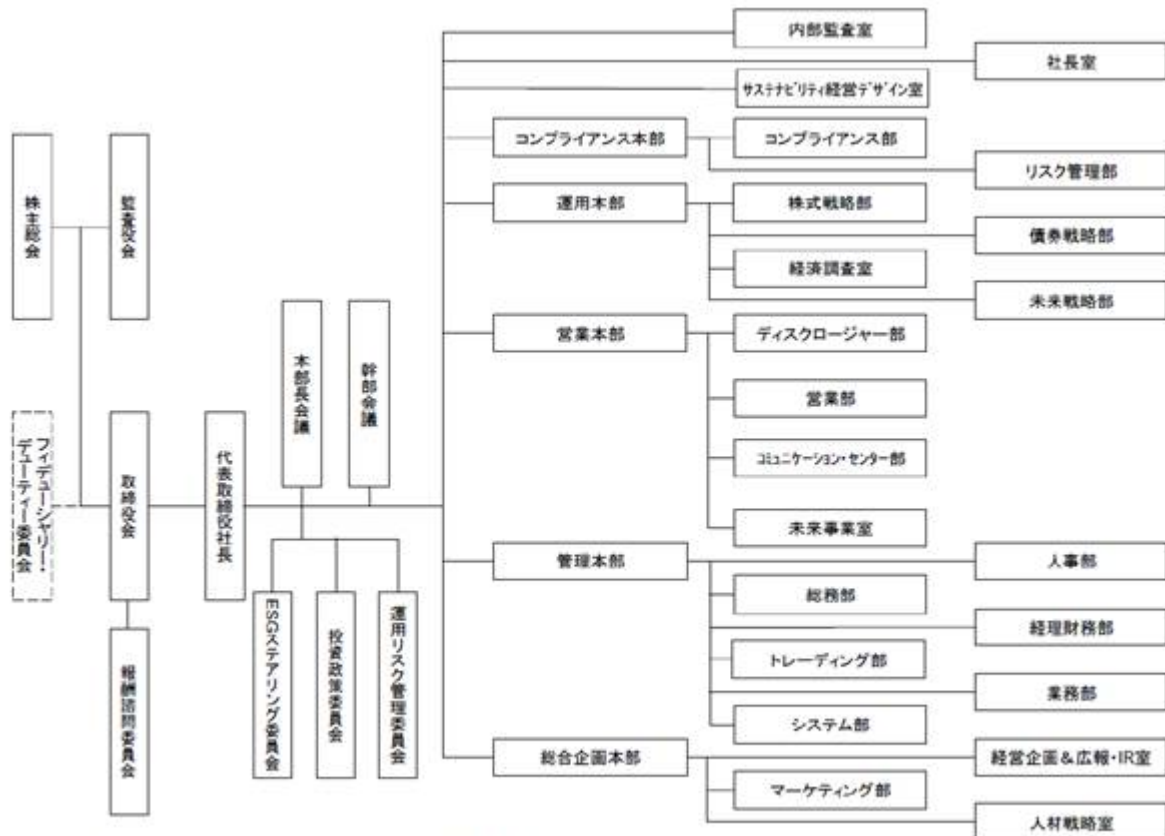 内部監査室
社長室
サステナビリティ経営デザイン室
コンプライアンス本部
コンプライアンス部
リスク管理部
運用本部
株式戦略部
債券戦略部
経済調査室
未来戦略部
営業本部
ディスクロージャー部
営業部
コミュニケーション・センター部
未来事業室
管理本部
人事部
総務部
経理財務部
トレーディング部
業務部
システム部
総合企画本部
経営企画&広報・IR室
マーケティング部
人材戦略室
株主総会
監査役会
フィデューシャリー・
デューティー委員会
取締役会
代表取締役社長
本部長会議
幹部会議
報酬諮問委員会
ESGステアリング委員会
投資政策委員会
運用リスク管理委員会